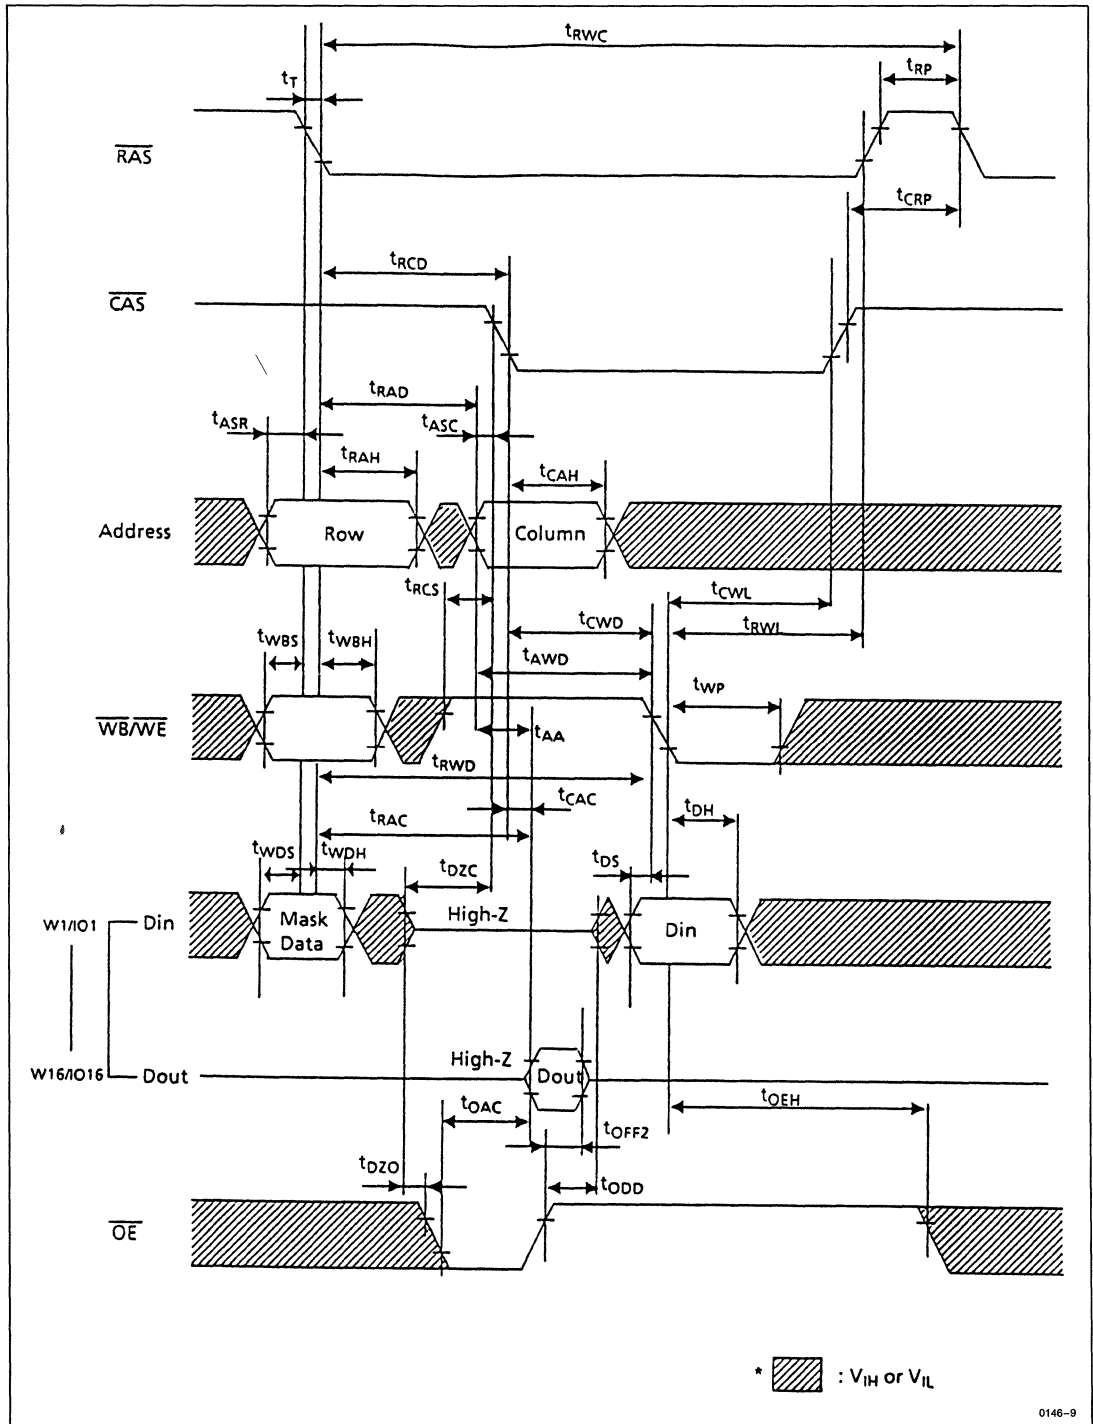 tRWC
tRP
tT
RAS
tCRP
tRCD
CAS
tRAD
tASR
tASC
tRAH
tCAH
Address
Row
Column
tRCS
tCWL
tCWD
tRWL
tWBS
tWBH
tAWD
tWP
WB/WE
tAA
tRWD
tCAC
tRAC
tDH
tWDS
tWDH
tDZC
tDS
W1/IO1
Din
Mask
Data
High-Z
Din
W16/IO16
Dout
High-Z
Dout
tOAC
tOEH
tOFF2
tDZO
tODD
OE
* : VIH or VIL
0146-9